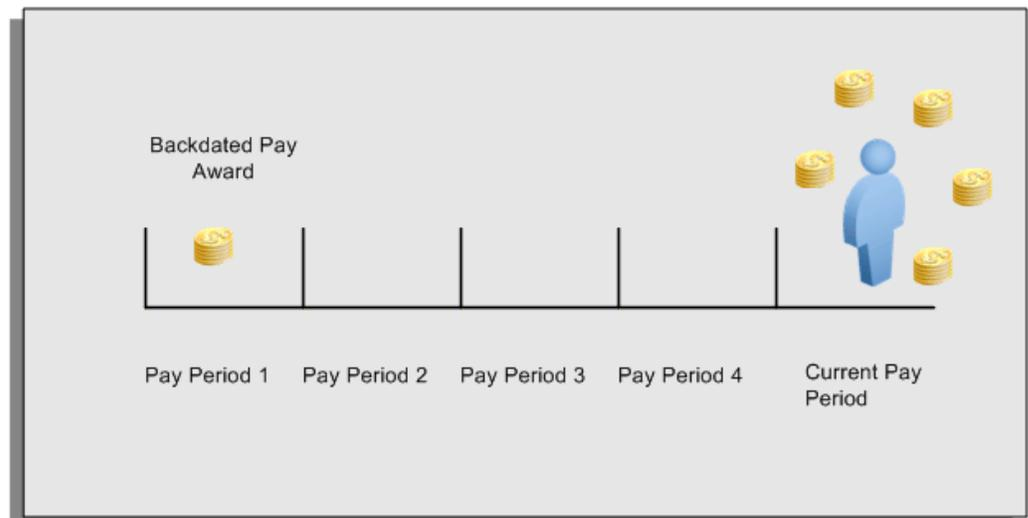 Backdated Pay
Award
Pay Period 1
Pay Period 2
Pay Period 3
Pay Period 4
Current Pay
Period